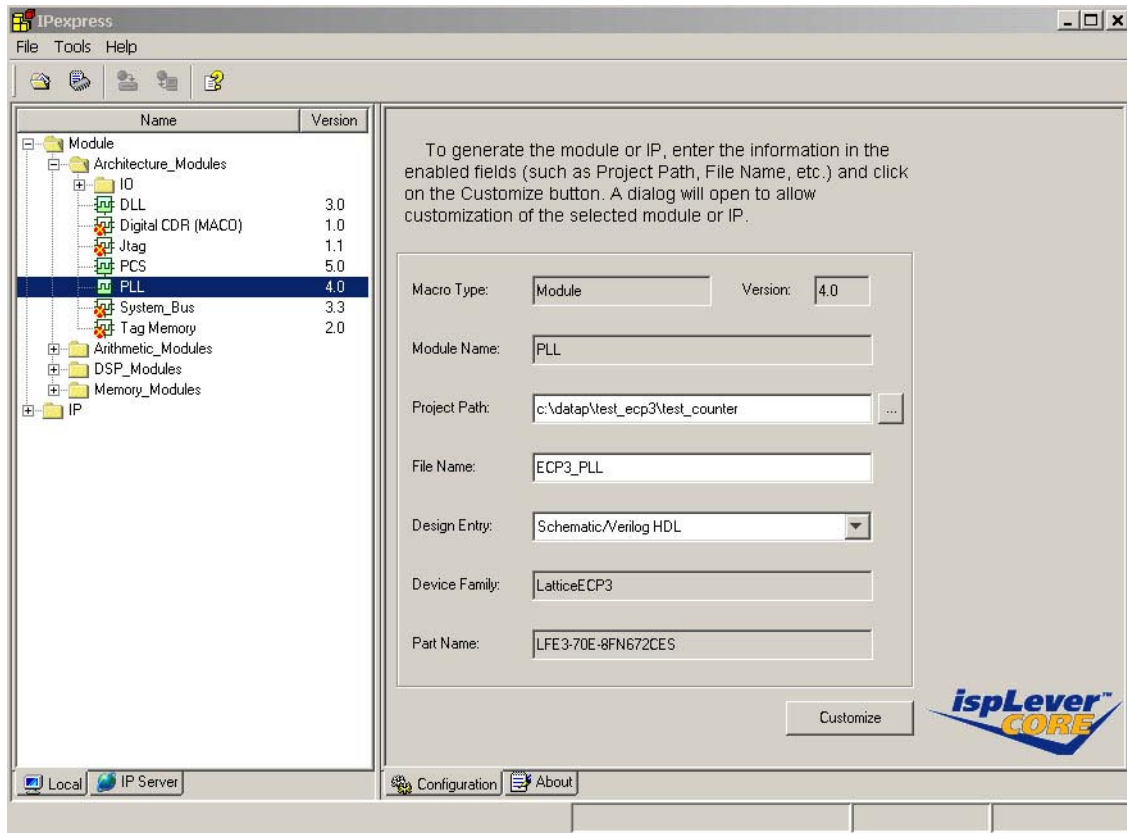 IPexpress
File Tools Help
Name Version
Module
Architecture_Modules
IO
DLL 3.0
Digital CDR (MACO) 1.0
Jtag 1.1
PCS 5.0
PLL 4.0
System_Bus 3.3
Tag Memory 2.0
Arithmetic_Modules
DSP_Modules
Memory_Modules
IP
Local IP Server
To generate the module or IP, enter the information in the
enabled fields (such as Project Path, File Name, etc.) and click
on the Customize button. A dialog will open to allow
customization of the selected module or IP.
Macro Type: Module Version: 4.0
Module Name: PLL
Project Path: c:\datap\test_ecp3\test_counter ...
File Name: ECP3_PLL
Design Entry: Schematic/Verilog HDL
Device Family: LatticeECP3
Part Name: LFE3-70E-8FN672CES
Customize
ispLever™
CORE
Configuration About